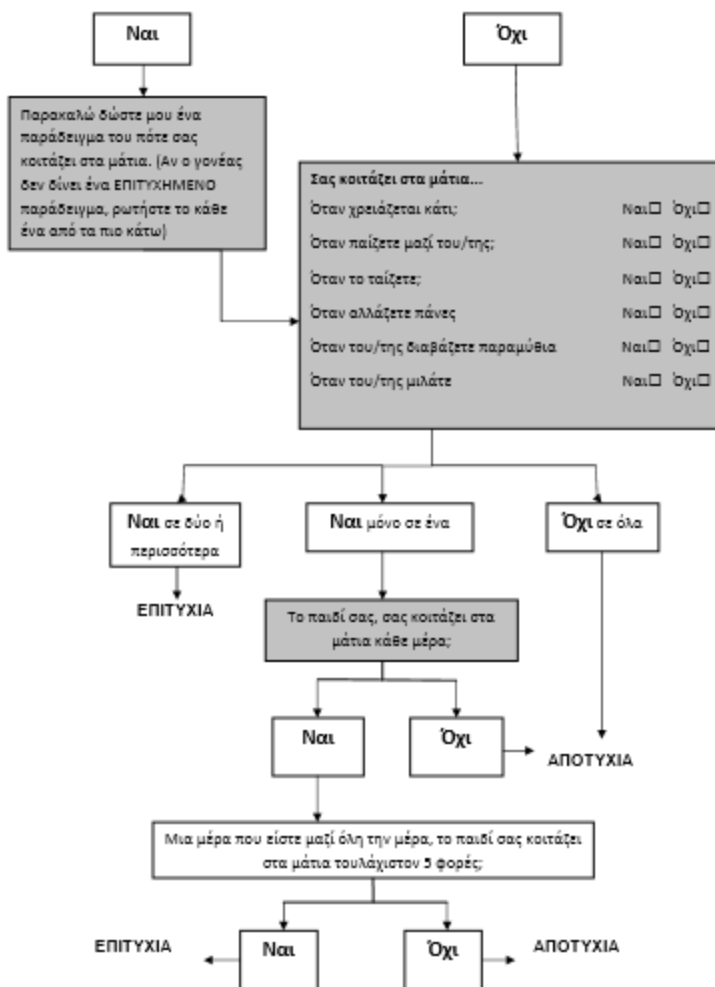 Ναι
Όχι
Παρακαλώ δώστε μου ένα
παράδειγμα του πότε σας
κοιτάζει στα μάτια. (Αν ο γονέας
δεν δίνει ένα ΕΠΙΤΥΧΗΜΕΝΟ
παράδειγμα, ρωτήστε το κάθε
ένα από τα πιο κάτω)
Σας κοιτάζει στα μάτια...
Όταν χρειάζεται κάτι; Ναι☐ Όχι☐
Όταν παίζετε μαζί του/της; Ναι☐ Όχι☐
Όταν το ταίζετε; Ναι☐ Όχι☐
Όταν αλλάζετε πάνες Ναι☐ Όχι☐
Όταν του/της διαβάζετε παραμύθια Ναι☐ Όχι☐
Όταν του/της μιλάτε Ναι☐ Όχι☐
Ναι σε δύο ή
περισσότερα
Ναι μόνο σε ένα
Όχι σε όλα
ΕΠΙΤΥΧΙΑ
Το παιδί σας, σας κοιτάζει στα
μάτια κάθε μέρα;
Ναι
Όχι
ΑΠΟΤΥΧΙΑ
Μια μέρα που είστε μαζί όλη την μέρα, το παιδί σας κοιτάζει
στα μάτια τουλάχιστον 5 φορές;
ΕΠΙΤΥΧΙΑ
Ναι
Όχι
ΑΠΟΤΥΧΙΑ